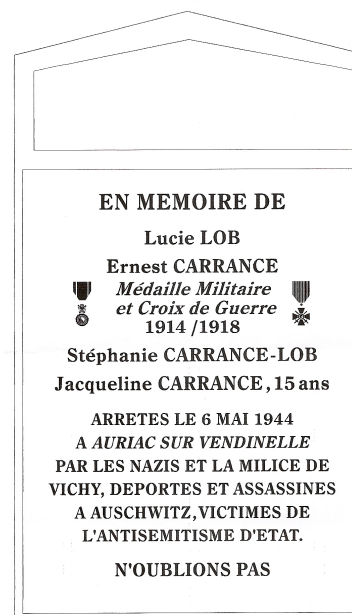 EN MEMOIRE DE
Lucie LOB
Ernest CARRANCE
Médaille Militaire
et Croix de Guerre
1914 /1918
Stéphanie CARRANCE-LOB
Jacqueline CARRANCE, 15 ans
ARRETES LE 6 MAI 1944
A AURIAC SUR VENDINELLE
PAR LES NAZIS ET LA MILICE DE
VICHY, DEPORTES ET ASSASSINES
A AUSCHWITZ, VICTIMES DE
L'ANTISEMITISME D'ETAT.
N'OUBLIONS PAS